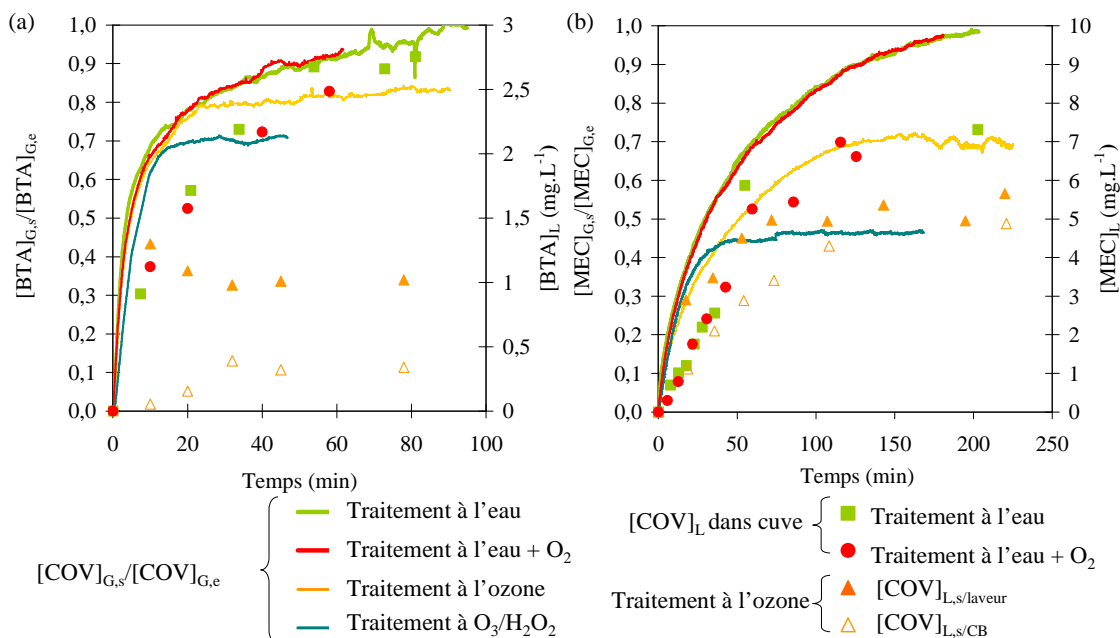 (a)
1,0
0,9
0,8
0,7
0,6
0,5
0,4
0,3
0,2
0,1
0,0
[BTA]G,s/[BTA]G,e
3
2,5
2
1,5
1
0,5
0
[BTA]L (mg.L-1)
0 20 40 60 80 100
Temps (min)
(b)
1,0
0,9
0,8
0,7
0,6
0,5
0,4
0,3
0,2
0,1
0,0
[MEC]G,s/[MEC]G,e
10
9
8
7
6
5
4
3
2
1
0
[MEC]L (mg.L-1)
0 50 100 150 200 250
Temps (min)
[COV]G,s/[COV]G,e
Traitement à l’eau
Traitement à l’eau + O2
Traitement à l’ozone
Traitement à O3/H2O2
[COV]L dans cuve
Traitement à l’eau
Traitement à l’eau + O2
Traitement à l’ozone
[COV]L,s/laveur
[COV]L,s/CB